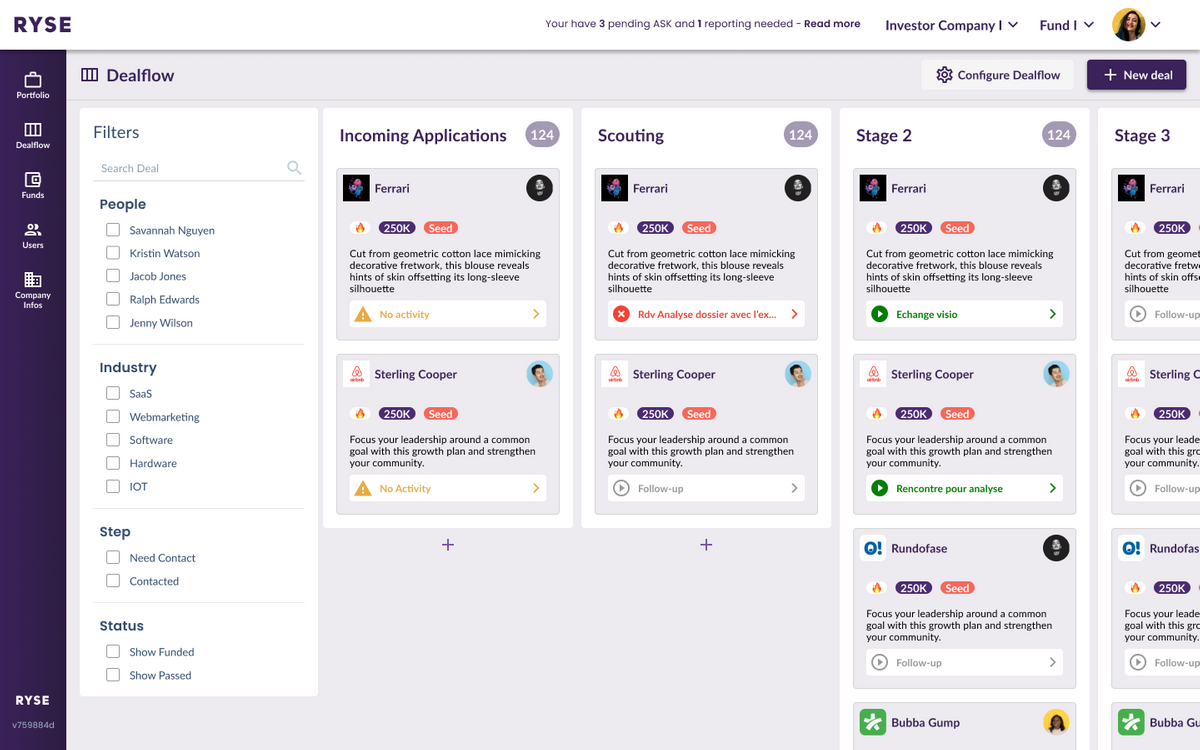 RYSE
Your have 3 pending ASK and 1 reporting needed - Read more
Investor Company I
Fund I
Portfolio
Dealflow
Funds
Users
Company
Infos
RYSE
v759884d
Dealflow
Configure Dealflow
+ New deal
Filters
Search Deal
People
Savannah Nguyen
Kristin Watson
Jacob Jones
Ralph Edwards
Jenny Wilson
Industry
SaaS
Webmarketing
Software
Hardware
IOT
Step
Need Contact
Contacted
Status
Show Funded
Show Passed
Incoming Applications 124
Ferrari
250K Seed
Cut from geometric cotton lace mimicking
decorative fretwork, this blouse reveals
hints of skin offsetting its long-sleeve
silhouette
No activity
airbnb
Sterling Cooper
250K Seed
Focus your leadership around a common
goal with this growth plan and strengthen
your community.
No Activity
+
Scouting 124
Ferrari
250K Seed
Cut from geometric cotton lace mimicking
decorative fretwork, this blouse reveals
hints of skin offsetting its long-sleeve
silhouette
Rdv Analyse dossier avec l'ex...
airbnb
Sterling Cooper
250K Seed
Focus your leadership around a common
goal with this growth plan and strengthen
your community.
Follow-up
+
Stage 2 124
Ferrari
250K Seed
Cut from geometric cotton lace mimicking
decorative fretwork, this blouse reveals
hints of skin offsetting its long-sleeve
silhouette
Echange visio
airbnb
Sterling Cooper
250K Seed
Focus your leadership around a common
goal with this growth plan and strengthen
your community.
Rencontre pour analyse
O!
Rundofase
250K Seed
Focus your leadership around a common
goal with this growth plan and strengthen
your community.
Follow-up
Bubba Gump
Stage 3
Ferrari
250K
Cut from geometric
decorative fretwork,
hints of skin offs
silhouette
Follow-up
airbnb
Sterling C
250K
Focus your leade
goal with this gro
your community.
Follow-up
O!
Rundofas
250K
Focus your leade
goal with this gro
your community.
Follow-up
Bubba Gu